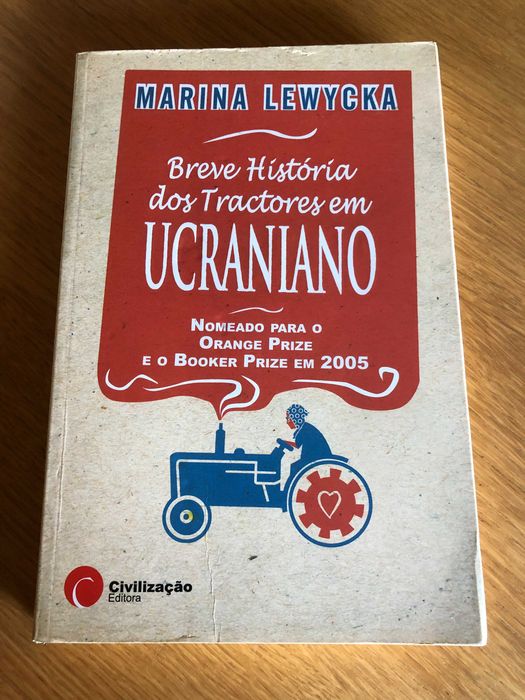 MARINA LEWYCKA
Breve História
dos Tractores em
UCRANIANO
NOMEADO PARA O
ORANGE PRIZE
E O BOOKER PRIZE EM 2005
Civilização
Editora